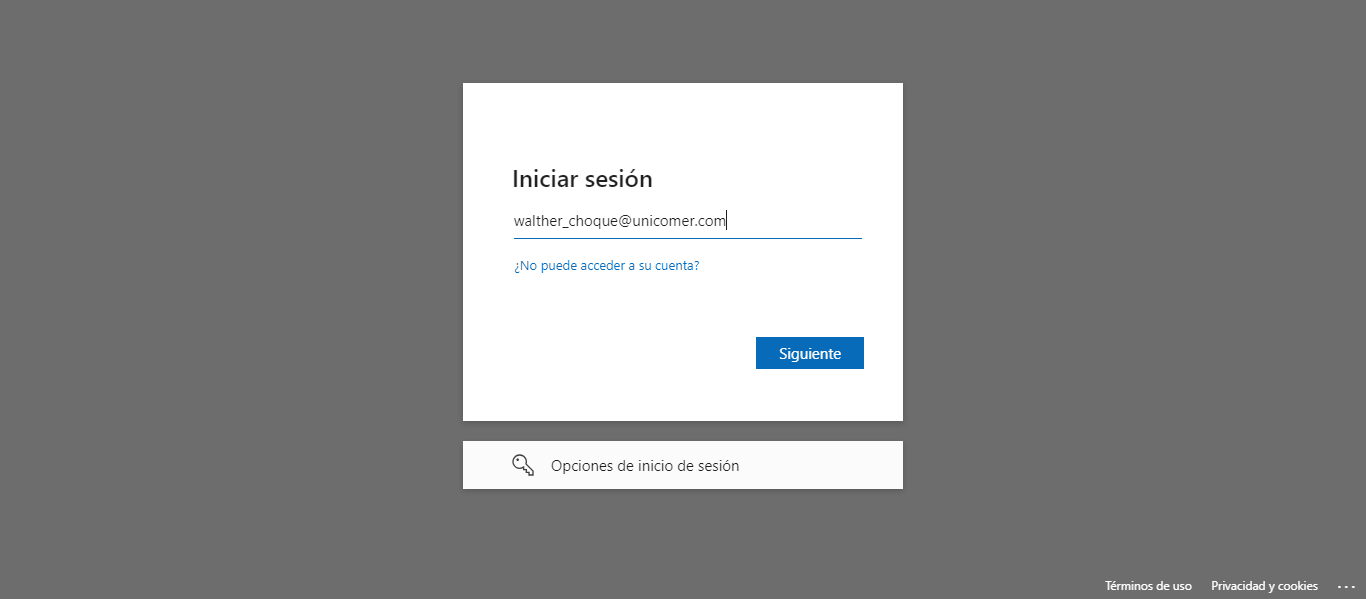 Iniciar sesión
walther_choque@unicomer.com
¿No puede acceder a su cuenta?
Siguiente
Opciones de inicio de sesión
Términos de uso Privacidad y cookies ...